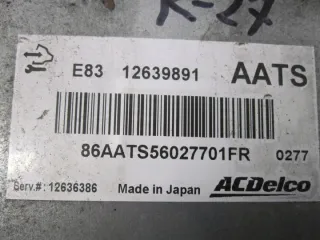 K-27
E83 12639891 AATS
86AATS56027701FR 0277
Serv.#: 12636386 Made in Japan ACDelco